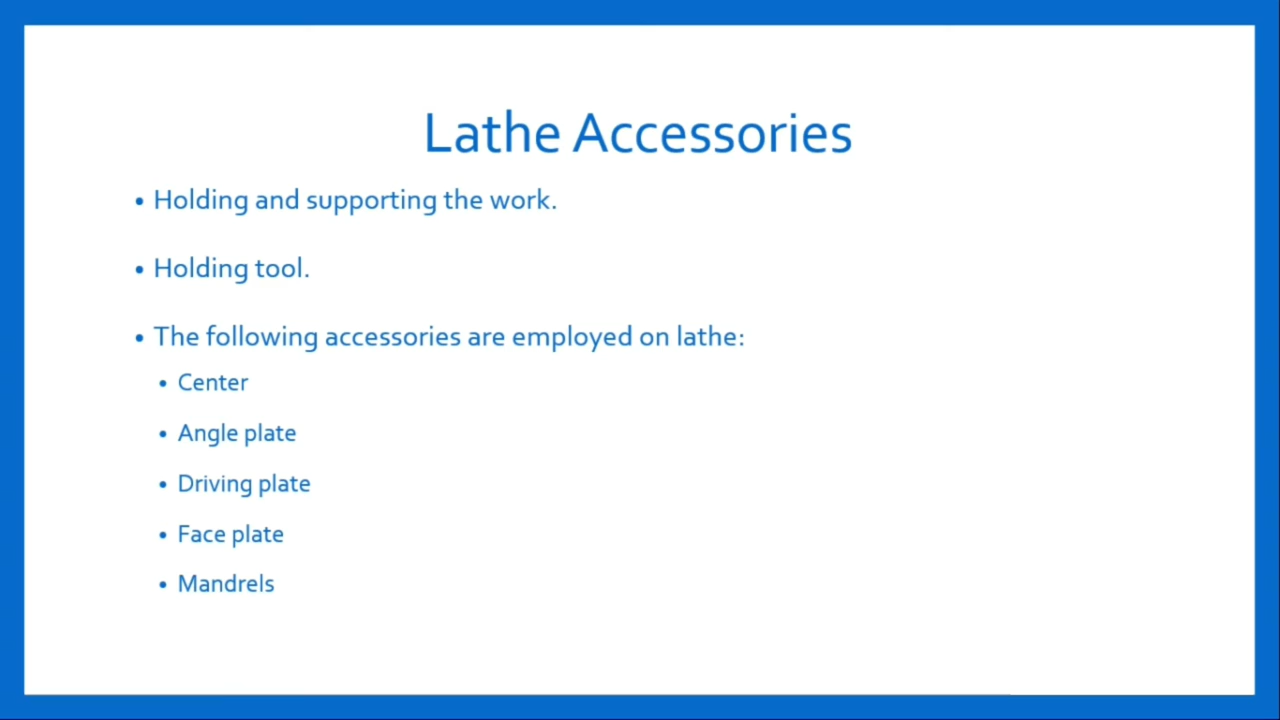 Lathe Accessories
• Holding and supporting the work.
• Holding tool.
• The following accessories are employed on lathe:
• Center
• Angle plate
• Driving plate
• Face plate
• Mandrels